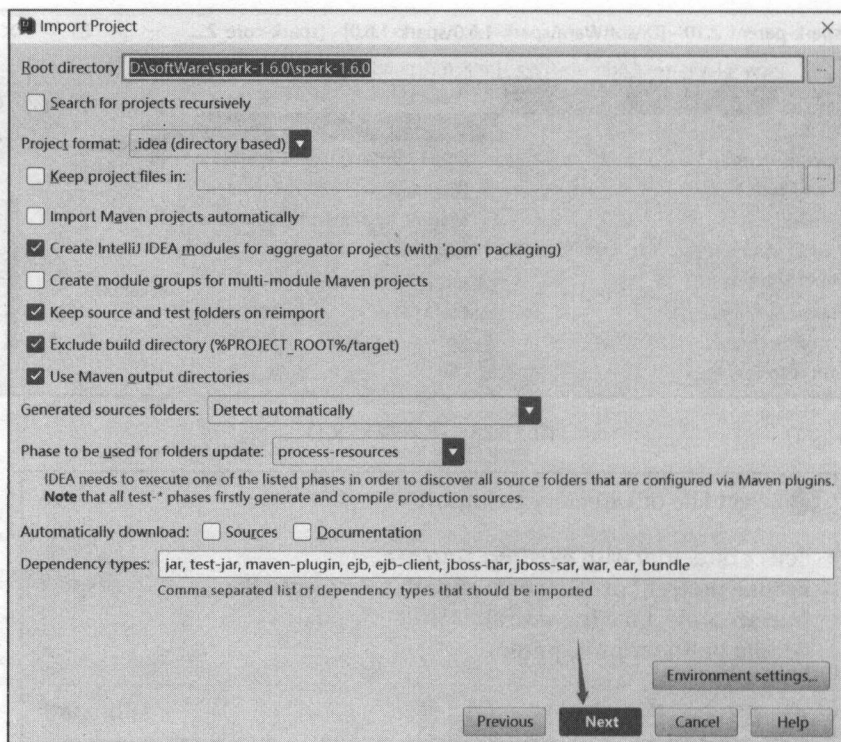 Import Project
Root directory D:\softWare\spark-1.6.0\spark-1.6.0
Search for projects recursively
Project format: .idea (directory based)
Keep project files in:
Import Maven projects automatically
Create IntelliJ IDEA modules for aggregator projects (with 'pom' packaging)
Create module groups for multi-module Maven projects
Keep source and test folders on reimport
Exclude build directory (%PROJECT_ROOT%/target)
Use Maven output directories
Generated sources folders: Detect automatically
Phase to be used for folders update: process-resources
IDEA needs to execute one of the listed phases in order to discover all source folders that are configured via Maven plugins.
Note that all test-* phases firstly generate and compile production sources.
Automatically download: Sources Documentation
Dependency types: jar, test-jar, maven-plugin, ejb, ejb-client, jboss-har, jboss-sar, war, ear, bundle
Comma separated list of dependency types that should be imported
Environment settings...
Previous Next Cancel Help